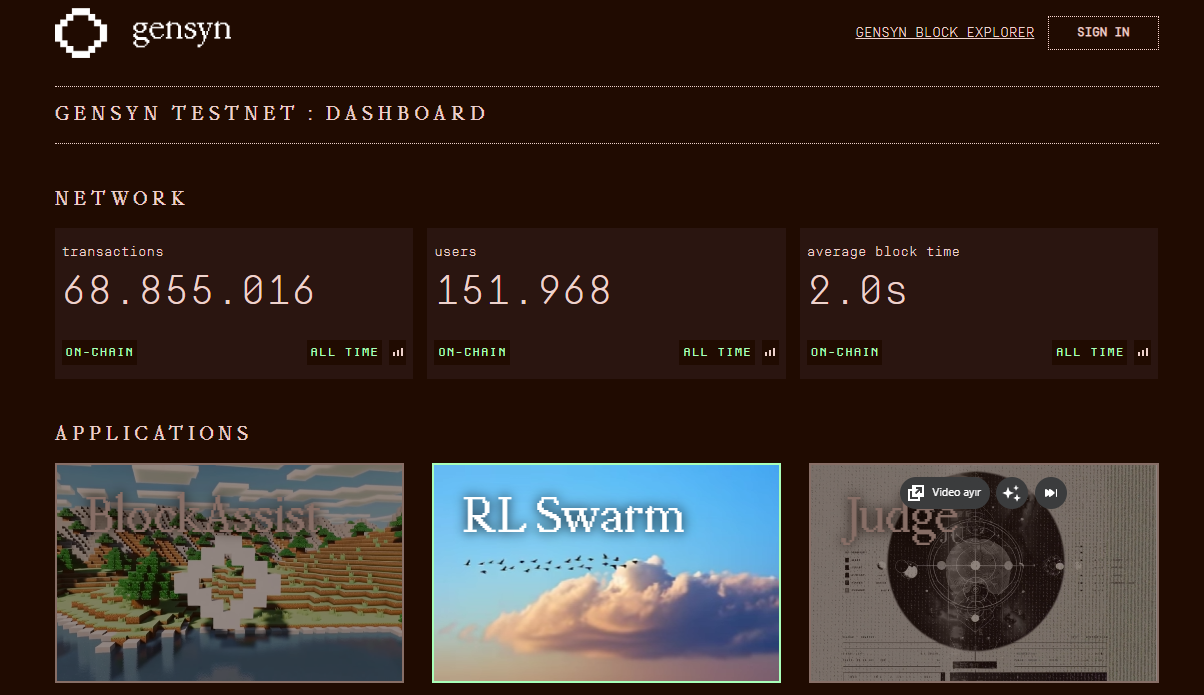 gensyn
GENSYN BLOCK EXPLORER
SIGN IN
GENSYN TESTNET : DASHBOARD
NETWORK
transactions
68.855.016
ON-CHAIN
ALL TIME
users
151.968
ON-CHAIN
ALL TIME
average block time
2.0s
ON-CHAIN
ALL TIME
APPLICATIONS
BlockAssist
RL Swarm
Judge
Video ayır